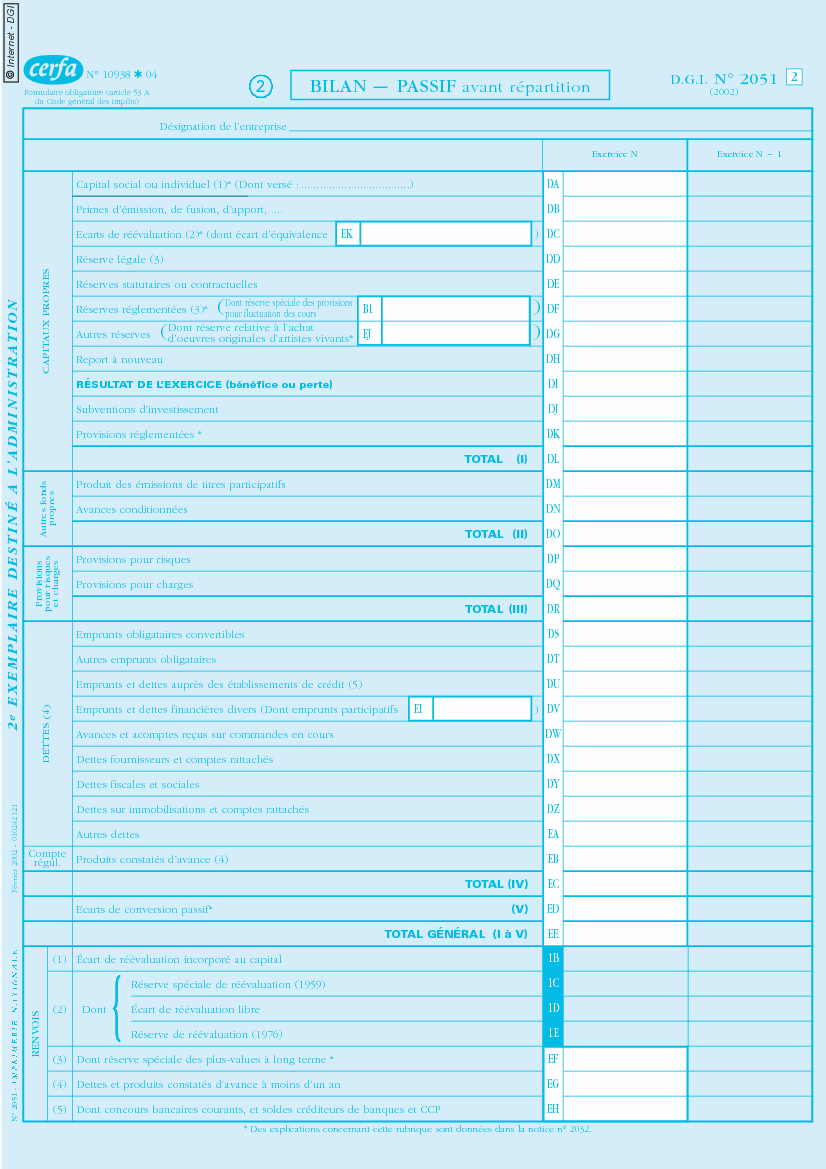 © Internet - DGI
cerfa
N° 10938 ✱ 04
Formulaire obligatoire (article 53 A
du Code général des impôts)
2
BILAN — PASSIF avant répartition
D.G.I. N° 2051 2
(2002)
Désignation de l'entreprise
Exercice N
Exercice N – 1
CAPITAUX PROPRES
Capital social ou individuel (1)* (Dont versé : ..................................) DA
Primes d'émission, de fusion, d'apport, .... DB
Ecarts de réévaluation (2)* (dont écart d'équivalence EK ) DC
Réserve légale (3) DD
Réserves statutaires ou contractuelles DE
Réserves réglementées (3)* (Dont réserve spéciale des provisions
pour fluctuation des cours B1 ) DF
Autres réserves (Dont réserve relative à l'achat
d'oeuvres originales d'artistes vivants* EJ ) DG
Report à nouveau DH
RÉSULTAT DE L'EXERCICE (bénéfice ou perte) DI
Subventions d'investissement DJ
Provisions réglementées * DK
TOTAL (I) DL
Autres fonds
propres
Produit des émissions de titres participatifs DM
Avances conditionnées DN
TOTAL (II) DO
Provisions
pour risques
et charges
Provisions pour risques DP
Provisions pour charges DQ
TOTAL (III) DR
DETTES (4)
Emprunts obligataires convertibles DS
Autres emprunts obligataires DT
Emprunts et dettes auprès des établissements de crédit (5) DU
Emprunts et dettes financières divers (Dont emprunts participatifs EI ) DV
Avances et acomptes reçus sur commandes en cours DW
Dettes fournisseurs et comptes rattachés DX
Dettes fiscales et sociales DY
Dettes sur immobilisations et comptes rattachés DZ
Autres dettes EA
Compte
régul.
Produits constatés d'avance (4) EB
TOTAL (IV) EC
Ecarts de conversion passif* (V) ED
TOTAL GÉNÉRAL (I à V) EE
RENVOIS
(1) Écart de réévaluation incorporé au capital 1B
(2) Dont
Réserve spéciale de réévaluation (1959) 1C
Écart de réévaluation libre 1D
Réserve de réévaluation (1976) 1E
(3) Dont réserve spéciale des plus-values à long terme * EF
(4) Dettes et produits constatés d'avance à moins d'un an EG
(5) Dont concours bancaires courants, et soldes créditeurs de banques et CCP EH
* Des explications concernant cette rubrique sont données dans la notice n° 2032.
2e EXEMPLAIRE DESTINÉ A L'ADMINISTRATION
Février 2002 - 010242 121
N° 2051 - IMPRIMERIE NATIONALE